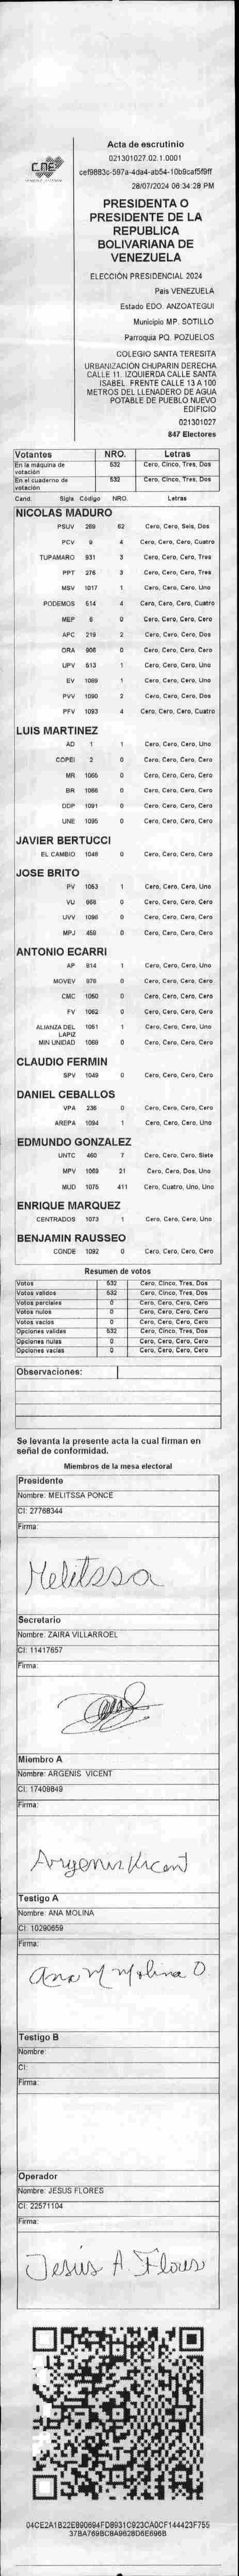 CNE
Acta de escrutinio
021301027.02.1.0001
28/07/2024 06:34:28 PM
PRESIDENTA O
PRESIDENTE DE LA
REPUBLICA
BOLIVARIANA DE
VENEZUELA
ELECCIÓN PRESIDENCIAL 2024
País VENEZUELA
Estado EDO. ANZOATEGUI
Municipio MP. SOTILLO
Parroquia PQ. POZUELOS
COLEGIO SANTA TERESITA
URBANIZACIÓN CHUPARIN DERECHA
CALLE 11. IZQUIERDA CALLE SANTA
ISABEL. FRENTE CALLE 13 A 100
METROS DEL LLENADERO DE AGUA
POTABLE DE PUEBLO NUEVO
EDIFICIO
021301027
847 Electores
Votantes NRO. Letras
En la máquina de votación 532 Cero, Cinco, Tres, Dos
En el cuaderno de votación 532 Cero, Cinco, Tres, Dos
Cand. Sigla Código NRO. Letras
NICOLAS MADURO
PSUV 269 62 Cero, Cero, Seis, Dos
PCV 9 4 Cero, Cero, Cero, Cuatro
TUPAMARO 931 3 Cero, Cero, Cero, Tres
PPT 276 3 Cero, Cero, Cero, Tres
MSV 1017 1 Cero, Cero, Cero, Uno
PODEMOS 514 4 Cero, Cero, Cero, Cuatro
MEP 6 0 Cero, Cero, Cero, Cero
APC 219 2 Cero, Cero, Cero, Dos
ORA 906 0 Cero, Cero, Cero, Cero
UPV 513 1 Cero, Cero, Cero, Uno
EV 1089 1 Cero, Cero, Cero, Uno
PVV 1090 2 Cero, Cero, Cero, Dos
PFV 1093 4 Cero, Cero, Cero, Cuatro
LUIS MARTINEZ
AD 1 1 Cero, Cero, Cero, Uno
COPEI 2 0 Cero, Cero, Cero, Cero
MR 1065 0 Cero, Cero, Cero, Cero
BR 1066 0 Cero, Cero, Cero, Cero
DDP 1091 0 Cero, Cero, Cero, Cero
UNE 1095 0 Cero, Cero, Cero, Cero
JAVIER BERTUCCI
EL CAMBIO 1048 0 Cero, Cero, Cero, Cero
JOSE BRITO
PV 1053 1 Cero, Cero, Cero, Uno
VU 958 0 Cero, Cero, Cero, Cero
UVV 1098 0 Cero, Cero, Cero, Cero
MPJ 459 0 Cero, Cero, Cero, Cero
ANTONIO ECARRI
AP 914 1 Cero, Cero, Cero, Uno
MOVEV 979 0 Cero, Cero, Cero, Cero
CMC 1050 0 Cero, Cero, Cero, Cero
FV 1052 0 Cero, Cero, Cero, Cero
ALIANZA DEL LAPIZ 1051 1 Cero, Cero, Cero, Uno
MIN UNIDAD 1069 0 Cero, Cero, Cero, Cero
CLAUDIO FERMIN
SPV 1049 0 Cero, Cero, Cero, Cero
DANIEL CEBALLOS
VPA 236 0 Cero, Cero, Cero, Cero
AREPA 1094 1 Cero, Cero, Cero, Uno
EDMUNDO GONZALEZ
UNTC 460 7 Cero, Cero, Cero, Siete
MPV 1069 21 Cero, Cero, Dos, Uno
MUD 1075 411 Cero, Cuatro, Uno, Uno
ENRIQUE MARQUEZ
CENTRADOS 1073 1 Cero, Cero, Cero, Uno
BENJAMIN RAUSSEO
CONDE 1092 0 Cero, Cero, Cero, Cero
Resumen de votos
Votos 532 Cero, Cinco, Tres, Dos
Votos validos 532 Cero, Cinco, Tres, Dos
Votos parciales 0 Cero, Cero, Cero, Cero
Votos nulos 0 Cero, Cero, Cero, Cero
Votos vacíos 0 Cero, Cero, Cero, Cero
Opciones validas 532 Cero, Cinco, Tres, Dos
Opciones nulas 0 Cero, Cero, Cero, Cero
Opciones vacías 0 Cero, Cero, Cero, Cero
Observaciones:
Se levanta la presente acta la cual firman en
señal de conformidad.
Miembros de la mesa electoral
Presidente
Nombre: MELITSSA PONCE
CI: 27768344
Firma:
Melitssa
Secretario
Nombre: ZAIRA VILLARROEL
CI: 11417657
Firma:
Miembro A
Nombre: ARGENIS VICENT
CI: 17409849
Firma:
Argenis Vicent
Testigo A
Nombre: ANA MOLINA
CI: 10290659
Firma:
Ana M Molina O
Testigo B
Nombre:
CI:
Firma:
Operador
Nombre: JESUS FLORES
CI: 22571104
Firma:
Jesús A. Flores